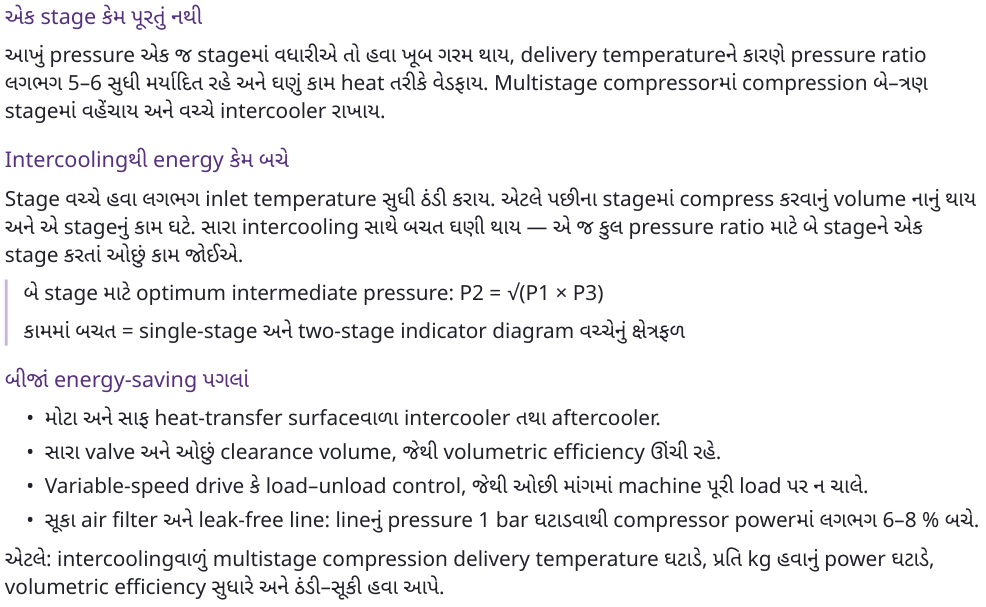 એક stage કેમ પૂરતું નથી
આખું pressure એક જ stageમાં વધારીએ તો હવા ખૂબ ગરમ થાય, delivery temperatureને કારણે pressure ratio
લગભગ 5–6 સુધી મર્યાદિત રહે અને ઘણું કામ heat તરીકે વેડફાય. Multistage compressorમાં compression બે–ત્રણ
stageમાં વહેંચાય અને વચ્ચે intercooler રાખાય.
Intercoolingથી energy કેમ બચે
Stage વચ્ચે હવા લગભગ inlet temperature સુધી ઠંડી કરાય. એટલે પછીના stageમાં compress કરવાનું volume નાનું થાય
અને એ stageનું કામ ઘટે. સારા intercooling સાથે બચત ઘણી થાય — એ જ કુલ pressure ratio માટે બે stageને એક
stage કરતાં ઓછું કામ જોઈએ.
બે stage માટે optimum intermediate pressure: P2 = √(P1 × P3)
કામમાં બચત = single-stage અને two-stage indicator diagram વચ્ચેનું ક્ષેત્રફળ
બીજાં energy-saving પગલાં
• મોટા અને સાફ heat-transfer surfaceવાળા intercooler તથા aftercooler.
• સારા valve અને ઓછું clearance volume, જેથી volumetric efficiency ઊંચી રહે.
• Variable-speed drive કે load–unload control, જેથી ઓછી માંગમાં machine પૂરી load પર ન ચાલે.
• સૂકા air filter અને leak-free line: lineનું pressure 1 bar ઘટાડવાથી compressor powerમાં લગભગ 6–8 % બચે.
એટલે: intercoolingવાળું multistage compression delivery temperature ઘટાડે, પ્રતિ kg હવાનું power ઘટાડે,
volumetric efficiency સુધારે અને ઠંડી–સૂકી હવા આપે.